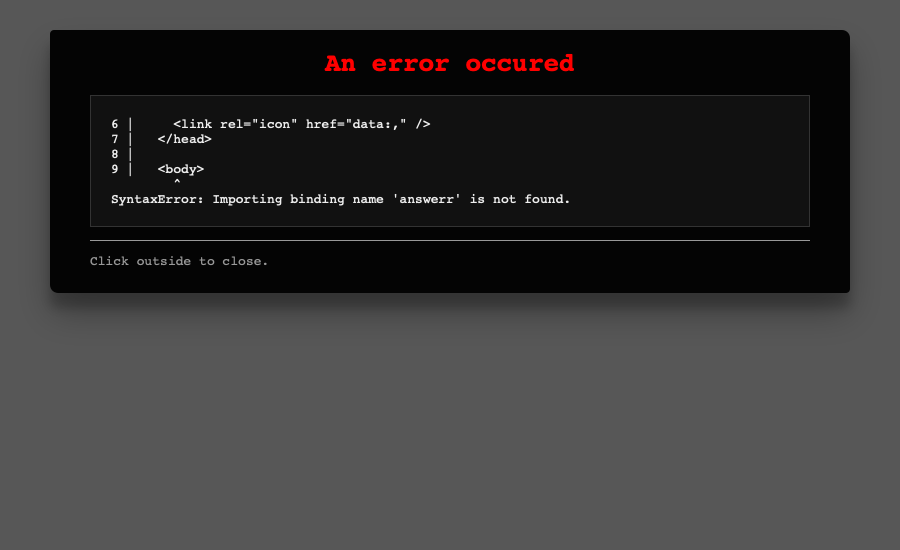 An error occured
6 |     <link rel="icon" href="data:," />
7 |   </head>
8 |
9 |   <body>
        ^
SyntaxError: Importing binding name 'answerr' is not found.
Click outside to close.